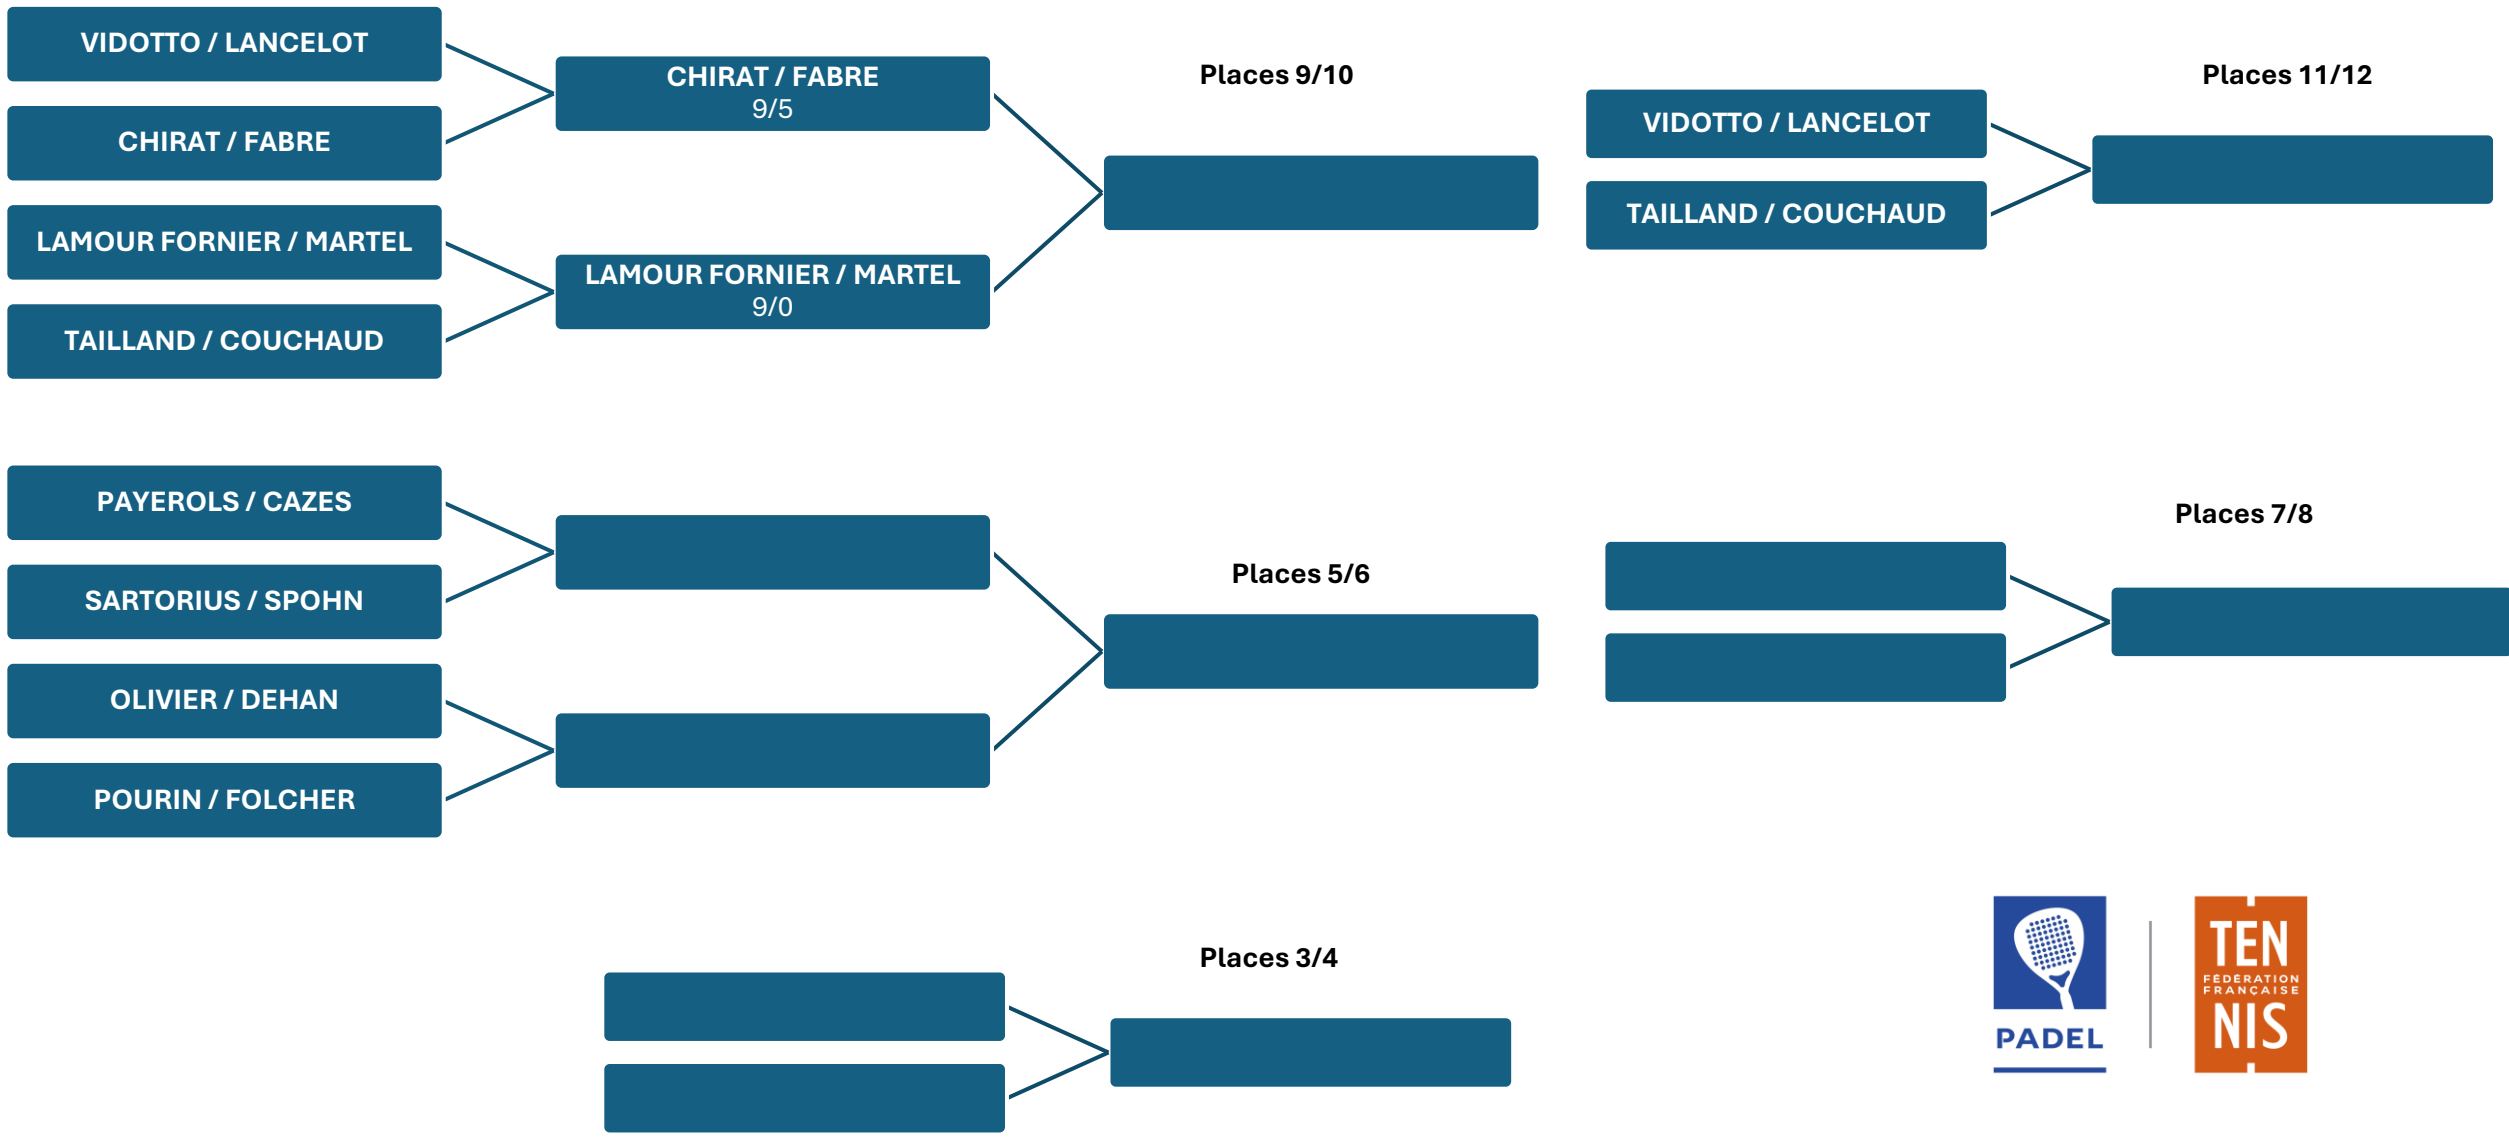 VIDOTTO / LANCELOT
CHIRAT / FABRE
LAMOUR FORNIER / MARTEL
TAILLAND / COUCHAUD
CHIRAT / FABRE
9/5
LAMOUR FORNIER / MARTEL
9/0
Places 9/10
VIDOTTO / LANCELOT
TAILLAND / COUCHAUD
Places 11/12
PAYEROLS / CAZES
SARTORIUS / SPOHN
OLIVIER / DEHAN
POURIN / FOLCHER
Places 5/6
Places 7/8
Places 3/4
PADEL
TEN
FÉDÉRATION
FRANÇAISE
NIS